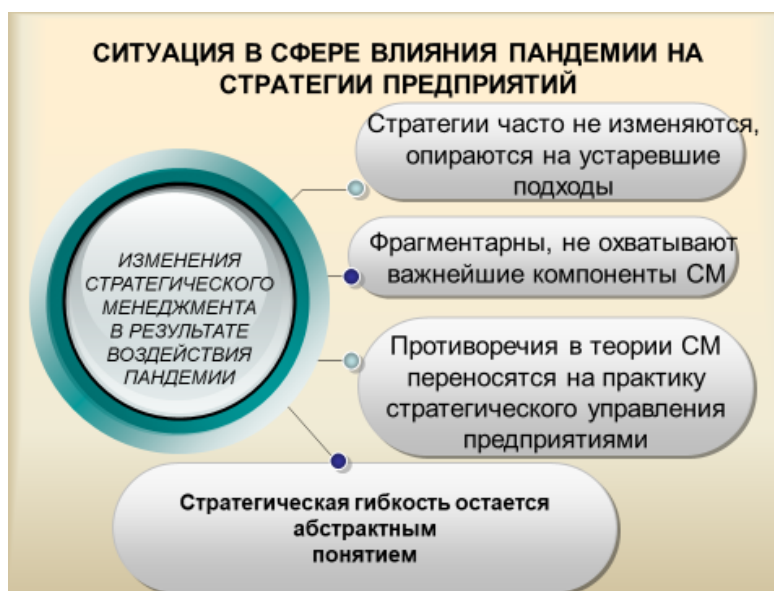 СИТУАЦИЯ В СФЕРЕ ВЛИЯНИЯ ПАНДЕМИИ НА
СТРАТЕГИИ ПРЕДПРИЯТИЙ
Стратегии часто не изменяются,
опираются на устаревшие
подходы
ИЗМЕНЕНИЯ
СТРАТЕГИЧЕСКОГО
МЕНЕДЖМЕНТА
В РЕЗУЛЬТАТЕ
ВОЗДЕЙСТВИЯ
ПАНДЕМИИ
Фрагментарны, не охватывают
важнейшие компоненты СМ
Противоречия в теории СМ
переносятся на практику
стратегического управления
предприятиями
Стратегическая гибкость остается
абстрактным
понятием